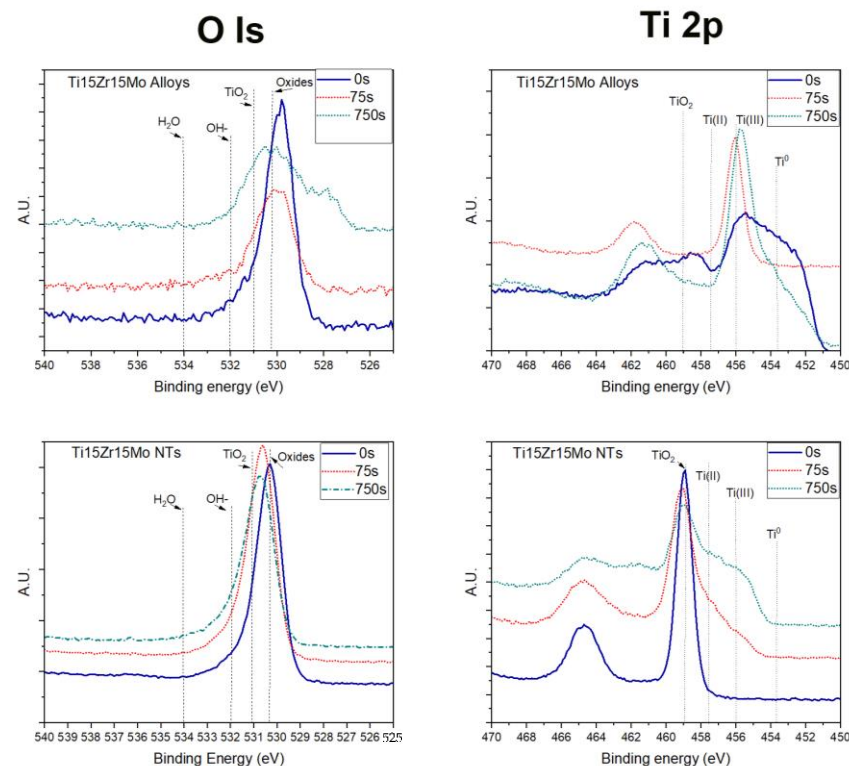 O Is
Ti 2p
Ti15Zr15Mo Alloys
0s
75s
750s
H2O
OH-
TiO2
Oxides
A.U.
540 538 536 534 532 530 528 526
Binding energy (eV)
Ti15Zr15Mo Alloys
0s
75s
750s
TiO2
Ti(II)
Ti(III)
Ti0
A.U.
470 468 466 464 462 460 458 456 454 452 450
Binding energy (eV)
Ti15Zr15Mo NTs
0s
75s
750s
H2O
OH-
TiO2
Oxides
A.U.
540 539 538 537 536 535 534 533 532 531 530 529 528 527 526 525
Binding Energy (eV)
Ti15Zr15Mo NTs
0s
75s
750s
TiO2
Ti(II)
Ti(III)
Ti0
A.U.
470 468 466 464 462 460 458 456 454 452 450
Binding energy (eV)